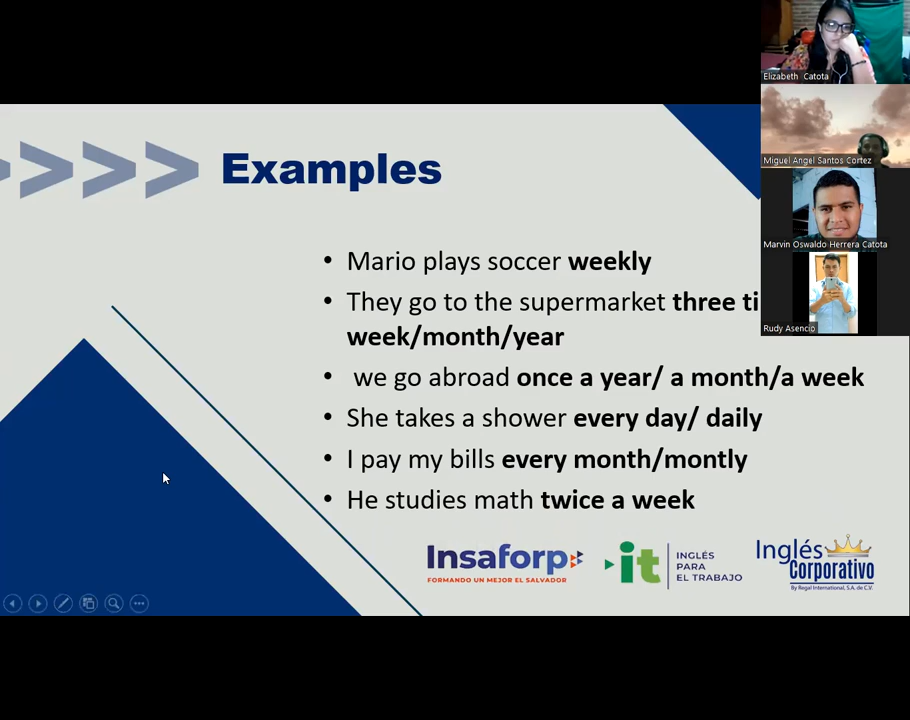 Elizabeth Catota
Miguel Angel Santos Cortez
Marvin Oswaldo Herrera Catota
Rudy Asencio
Examples
• Mario plays soccer weekly
• They go to the supermarket three
week/month/year
• we go abroad once a year/ a month/a week
• She takes a shower every day/ daily
• I pay my bills every month/montly
• He studies math twice a week
Insaforp
FORMANDO UN MEJOR EL SALVADOR
it
INGLÉS
PARA
EL TRABAJO
Inglés
Corporativo
By Regal International, S.A. de C.V.